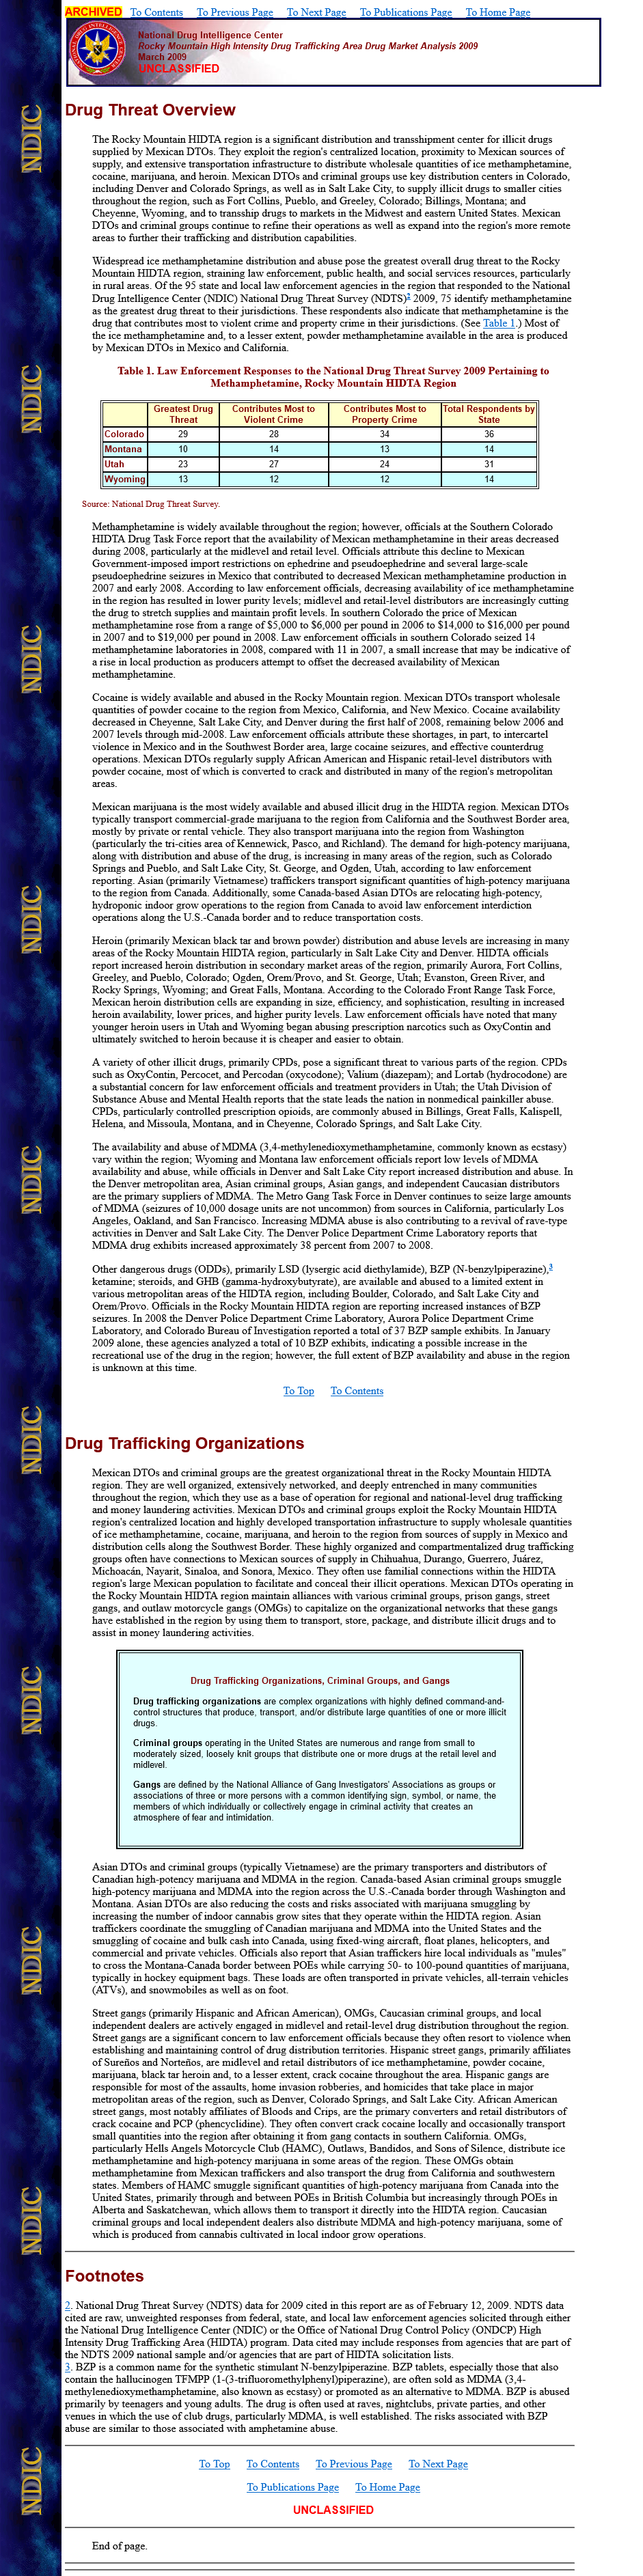 ARCHIVED To Contents To Previous Page To Next Page To Publications Page To Home Page
National Drug Intelligence Center
Rocky Mountain High Intensity Drug Trafficking Area Drug Market Analysis 2009
March 2009
UNCLASSIFIED
Drug Threat Overview
The Rocky Mountain HIDTA region is a significant distribution and transshipment center for illicit drugs
supplied by Mexican DTOs. They exploit the region's centralized location, proximity to Mexican sources of
supply, and extensive transportation infrastructure to distribute wholesale quantities of ice methamphetamine,
cocaine, marijuana, and heroin. Mexican DTOs and criminal groups use key distribution centers in Colorado,
including Denver and Colorado Springs, as well as in Salt Lake City, to supply illicit drugs to smaller cities
throughout the region, such as Fort Collins, Pueblo, and Greeley, Colorado; Billings, Montana; and
Cheyenne, Wyoming, and to transship drugs to markets in the Midwest and eastern United States. Mexican
DTOs and criminal groups continue to refine their operations as well as expand into the region's more remote
areas to further their trafficking and distribution capabilities.
Widespread ice methamphetamine distribution and abuse pose the greatest overall drug threat to the Rocky
Mountain HIDTA region, straining law enforcement, public health, and social services resources, particularly
in rural areas. Of the 95 state and local law enforcement agencies in the region that responded to the National
Drug Intelligence Center (NDIC) National Drug Threat Survey (NDTS)2 2009, 75 identify methamphetamine
as the greatest drug threat to their jurisdictions. These respondents also indicate that methamphetamine is the
drug that contributes most to violent crime and property crime in their jurisdictions. (See Table 1.) Most of
the ice methamphetamine and, to a lesser extent, powder methamphetamine available in the area is produced
by Mexican DTOs in Mexico and California.
Table 1. Law Enforcement Responses to the National Drug Threat Survey 2009 Pertaining to
Methamphetamine, Rocky Mountain HIDTA Region
Greatest Drug Threat Contributes Most to Violent Crime Contributes Most to Property Crime Total Respondents by State
Colorado 29 28 34 36
Montana 10 14 13 14
Utah 23 27 24 31
Wyoming 13 12 12 14
Source: National Drug Threat Survey.
Methamphetamine is widely available throughout the region; however, officials at the Southern Colorado
HIDTA Drug Task Force report that the availability of Mexican methamphetamine in their areas decreased
during 2008, particularly at the midlevel and retail level. Officials attribute this decline to Mexican
Government-imposed import restrictions on ephedrine and pseudoephedrine and several large-scale
pseudoephedrine seizures in Mexico that contributed to decreased Mexican methamphetamine production in
2007 and early 2008. According to law enforcement officials, decreasing availability of ice methamphetamine
in the region has resulted in lower purity levels; midlevel and retail-level distributors are increasingly cutting
the drug to stretch supplies and maintain profit levels. In southern Colorado the price of Mexican
methamphetamine rose from a range of $5,000 to $6,000 per pound in 2006 to $14,000 to $16,000 per pound
in 2007 and to $19,000 per pound in 2008. Law enforcement officials in southern Colorado seized 14
methamphetamine laboratories in 2008, compared with 11 in 2007, a small increase that may be indicative of
a rise in local production as producers attempt to offset the decreased availability of Mexican
methamphetamine.
Cocaine is widely available and abused in the Rocky Mountain region. Mexican DTOs transport wholesale
quantities of powder cocaine to the region from Mexico, California, and New Mexico. Cocaine availability
decreased in Cheyenne, Salt Lake City, and Denver during the first half of 2008, remaining below 2006 and
2007 levels through mid-2008. Law enforcement officials attribute these shortages, in part, to intercartel
violence in Mexico and in the Southwest Border area, large cocaine seizures, and effective counterdrug
operations. Mexican DTOs regularly supply African American and Hispanic retail-level distributors with
powder cocaine, most of which is converted to crack and distributed in many of the region's metropolitan
areas.
Mexican marijuana is the most widely available and abused illicit drug in the HIDTA region. Mexican DTOs
typically transport commercial-grade marijuana to the region from California and the Southwest Border area,
mostly by private or rental vehicle. They also transport marijuana into the region from Washington
(particularly the tri-cities area of Kennewick, Pasco, and Richland). The demand for high-potency marijuana,
along with distribution and abuse of the drug, is increasing in many areas of the region, such as Colorado
Springs and Pueblo, and Salt Lake City, St. George, and Ogden, Utah, according to law enforcement
reporting. Asian (primarily Vietnamese) traffickers transport significant quantities of high-potency marijuana
to the region from Canada. Additionally, some Canada-based Asian DTOs are relocating high-potency,
hydroponic indoor grow operations to the region from Canada to avoid law enforcement interdiction
operations along the U.S.-Canada border and to reduce transportation costs.
Heroin (primarily Mexican black tar and brown powder) distribution and abuse levels are increasing in many
areas of the Rocky Mountain HIDTA region, particularly in Salt Lake City and Denver. HIDTA officials
report increased heroin distribution in secondary market areas of the region, primarily Aurora, Fort Collins,
Greeley, and Pueblo, Colorado; Ogden, Orem/Provo, and St. George, Utah; Evanston, Green River, and
Rocky Springs, Wyoming; and Great Falls, Montana. According to the Colorado Front Range Task Force,
Mexican heroin distribution cells are expanding in size, efficiency, and sophistication, resulting in increased
heroin availability, lower prices, and higher purity levels. Law enforcement officials have noted that many
younger heroin users in Utah and Wyoming began abusing prescription narcotics such as OxyContin and
ultimately switched to heroin because it is cheaper and easier to obtain.
A variety of other illicit drugs, primarily CPDs, pose a significant threat to various parts of the region. CPDs
such as OxyContin, Percocet, and Percodan (oxycodone); Valium (diazepam); and Lortab (hydrocodone) are
a substantial concern for law enforcement officials and treatment providers in Utah; the Utah Division of
Substance Abuse and Mental Health reports that the state leads the nation in nonmedical painkiller abuse.
CPDs, particularly controlled prescription opioids, are commonly abused in Billings, Great Falls, Kalispell,
Helena, and Missoula, Montana, and in Cheyenne, Colorado Springs, and Salt Lake City.
The availability and abuse of MDMA (3,4-methylenedioxymethamphetamine, commonly known as ecstasy)
vary within the region; Wyoming and Montana law enforcement officials report low levels of MDMA
availability and abuse, while officials in Denver and Salt Lake City report increased distribution and abuse. In
the Denver metropolitan area, Asian criminal groups, Asian gangs, and independent Caucasian distributors
are the primary suppliers of MDMA. The Metro Gang Task Force in Denver continues to seize large amounts
of MDMA (seizures of 10,000 dosage units are not uncommon) from sources in California, particularly Los
Angeles, Oakland, and San Francisco. Increasing MDMA abuse is also contributing to a revival of rave-type
activities in Denver and Salt Lake City. The Denver Police Department Crime Laboratory reports that
MDMA drug exhibits increased approximately 38 percent from 2007 to 2008.
Other dangerous drugs (ODDs), primarily LSD (lysergic acid diethylamide), BZP (N-benzylpiperazine),3
ketamine; steroids, and GHB (gamma-hydroxybutyrate), are available and abused to a limited extent in
various metropolitan areas of the HIDTA region, including Boulder, Colorado, and Salt Lake City and
Orem/Provo. Officials in the Rocky Mountain HIDTA region are reporting increased instances of BZP
seizures. In 2008 the Denver Police Department Crime Laboratory, Aurora Police Department Crime
Laboratory, and Colorado Bureau of Investigation reported a total of 37 BZP sample exhibits. In January
2009 alone, these agencies analyzed a total of 10 BZP exhibits, indicating a possible increase in the
recreational use of the drug in the region; however, the full extent of BZP availability and abuse in the region
is unknown at this time.
To Top To Contents
Drug Trafficking Organizations
Mexican DTOs and criminal groups are the greatest organizational threat in the Rocky Mountain HIDTA
region. They are well organized, extensively networked, and deeply entrenched in many communities
throughout the region, which they use as a base of operation for regional and national-level drug trafficking
and money laundering activities. Mexican DTOs and criminal groups exploit the Rocky Mountain HIDTA
region's centralized location and highly developed transportation infrastructure to supply wholesale quantities
of ice methamphetamine, cocaine, marijuana, and heroin to the region from sources of supply in Mexico and
distribution cells along the Southwest Border. These highly organized and compartmentalized drug trafficking
groups often have connections to Mexican sources of supply in Chihuahua, Durango, Guerrero, Juárez,
Michoacán, Nayarit, Sinaloa, and Sonora, Mexico. They often use familial connections within the HIDTA
region's large Mexican population to facilitate and conceal their illicit operations. Mexican DTOs operating in
the Rocky Mountain HIDTA region maintain alliances with various criminal groups, prison gangs, street
gangs, and outlaw motorcycle gangs (OMGs) to capitalize on the organizational networks that these gangs
have established in the region by using them to transport, store, package, and distribute illicit drugs and to
assist in money laundering activities.
Drug Trafficking Organizations, Criminal Groups, and Gangs
Drug trafficking organizations are complex organizations with highly defined command-and-
control structures that produce, transport, and/or distribute large quantities of one or more illicit
drugs.
Criminal groups operating in the United States are numerous and range from small to
moderately sized, loosely knit groups that distribute one or more drugs at the retail level and
midlevel.
Gangs are defined by the National Alliance of Gang Investigators' Associations as groups or
associations of three or more persons with a common identifying sign, symbol, or name, the
members of which individually or collectively engage in criminal activity that creates an
atmosphere of fear and intimidation.
Asian DTOs and criminal groups (typically Vietnamese) are the primary transporters and distributors of
Canadian high-potency marijuana and MDMA in the region. Canada-based Asian criminal groups smuggle
high-potency marijuana and MDMA into the region across the U.S.-Canada border through Washington and
Montana. Asian DTOs are also reducing the costs and risks associated with marijuana smuggling by
increasing the number of indoor cannabis grow sites that they operate within the HIDTA region. Asian
traffickers coordinate the smuggling of Canadian marijuana and MDMA into the United States and the
smuggling of cocaine and bulk cash into Canada, using fixed-wing aircraft, float planes, helicopters, and
commercial and private vehicles. Officials also report that Asian traffickers hire local individuals as "mules"
to cross the Montana-Canada border between POEs while carrying 50- to 100-pound quantities of marijuana,
typically in hockey equipment bags. These loads are often transported in private vehicles, all-terrain vehicles
(ATVs), and snowmobiles as well as on foot.
Street gangs (primarily Hispanic and African American), OMGs, Caucasian criminal groups, and local
independent dealers are actively engaged in midlevel and retail-level drug distribution throughout the region.
Street gangs are a significant concern to law enforcement officials because they often resort to violence when
establishing and maintaining control of drug distribution territories. Hispanic street gangs, primarily affiliates
of Sureños and Norteños, are midlevel and retail distributors of ice methamphetamine, powder cocaine,
marijuana, black tar heroin and, to a lesser extent, crack cocaine throughout the area. Hispanic gangs are
responsible for most of the assaults, home invasion robberies, and homicides that take place in major
metropolitan areas of the region, such as Denver, Colorado Springs, and Salt Lake City. African American
street gangs, most notably affiliates of Bloods and Crips, are the primary converters and retail distributors of
crack cocaine and PCP (phencyclidine). They often convert crack cocaine locally and occasionally transport
small quantities into the region after obtaining it from gang contacts in southern California. OMGs,
particularly Hells Angels Motorcycle Club (HAMC), Outlaws, Bandidos, and Sons of Silence, distribute ice
methamphetamine and high-potency marijuana in some areas of the region. These OMGs obtain
methamphetamine from Mexican traffickers and also transport the drug from California and southwestern
states. Members of HAMC smuggle significant quantities of high-potency marijuana from Canada into the
United States, primarily through and between POEs in British Columbia but increasingly through POEs in
Alberta and Saskatchewan, which allows them to transport it directly into the HIDTA region. Caucasian
criminal groups and local independent dealers also distribute MDMA and high-potency marijuana, some of
which is produced from cannabis cultivated in local indoor grow operations.
Footnotes
2. National Drug Threat Survey (NDTS) data for 2009 cited in this report are as of February 12, 2009. NDTS data
cited are raw, unweighted responses from federal, state, and local law enforcement agencies solicited through either
the National Drug Intelligence Center (NDIC) or the Office of National Drug Control Policy (ONDCP) High
Intensity Drug Trafficking Area (HIDTA) program. Data cited may include responses from agencies that are part of
the NDTS 2009 national sample and/or agencies that are part of HIDTA solicitation lists.
3. BZP is a common name for the synthetic stimulant N-benzylpiperazine. BZP tablets, especially those that also
contain the hallucinogen TFMPP (1-(3-trifluoromethylphenyl)piperazine), are often sold as MDMA (3,4-
methylenedioxymethamphetamine, also known as ecstasy) or promoted as an alternative to MDMA. BZP is abused
primarily by teenagers and young adults. The drug is often used at raves, nightclubs, private parties, and other
venues in which the use of club drugs, particularly MDMA, is well established. The risks associated with BZP
abuse are similar to those associated with amphetamine abuse.
To Top To Contents To Previous Page To Next Page
To Publications Page To Home Page
UNCLASSIFIED
End of page.
NDIC
NDIC
NDIC
NDIC
NDIC
NDIC
NDIC
NDIC
NDIC
NDIC